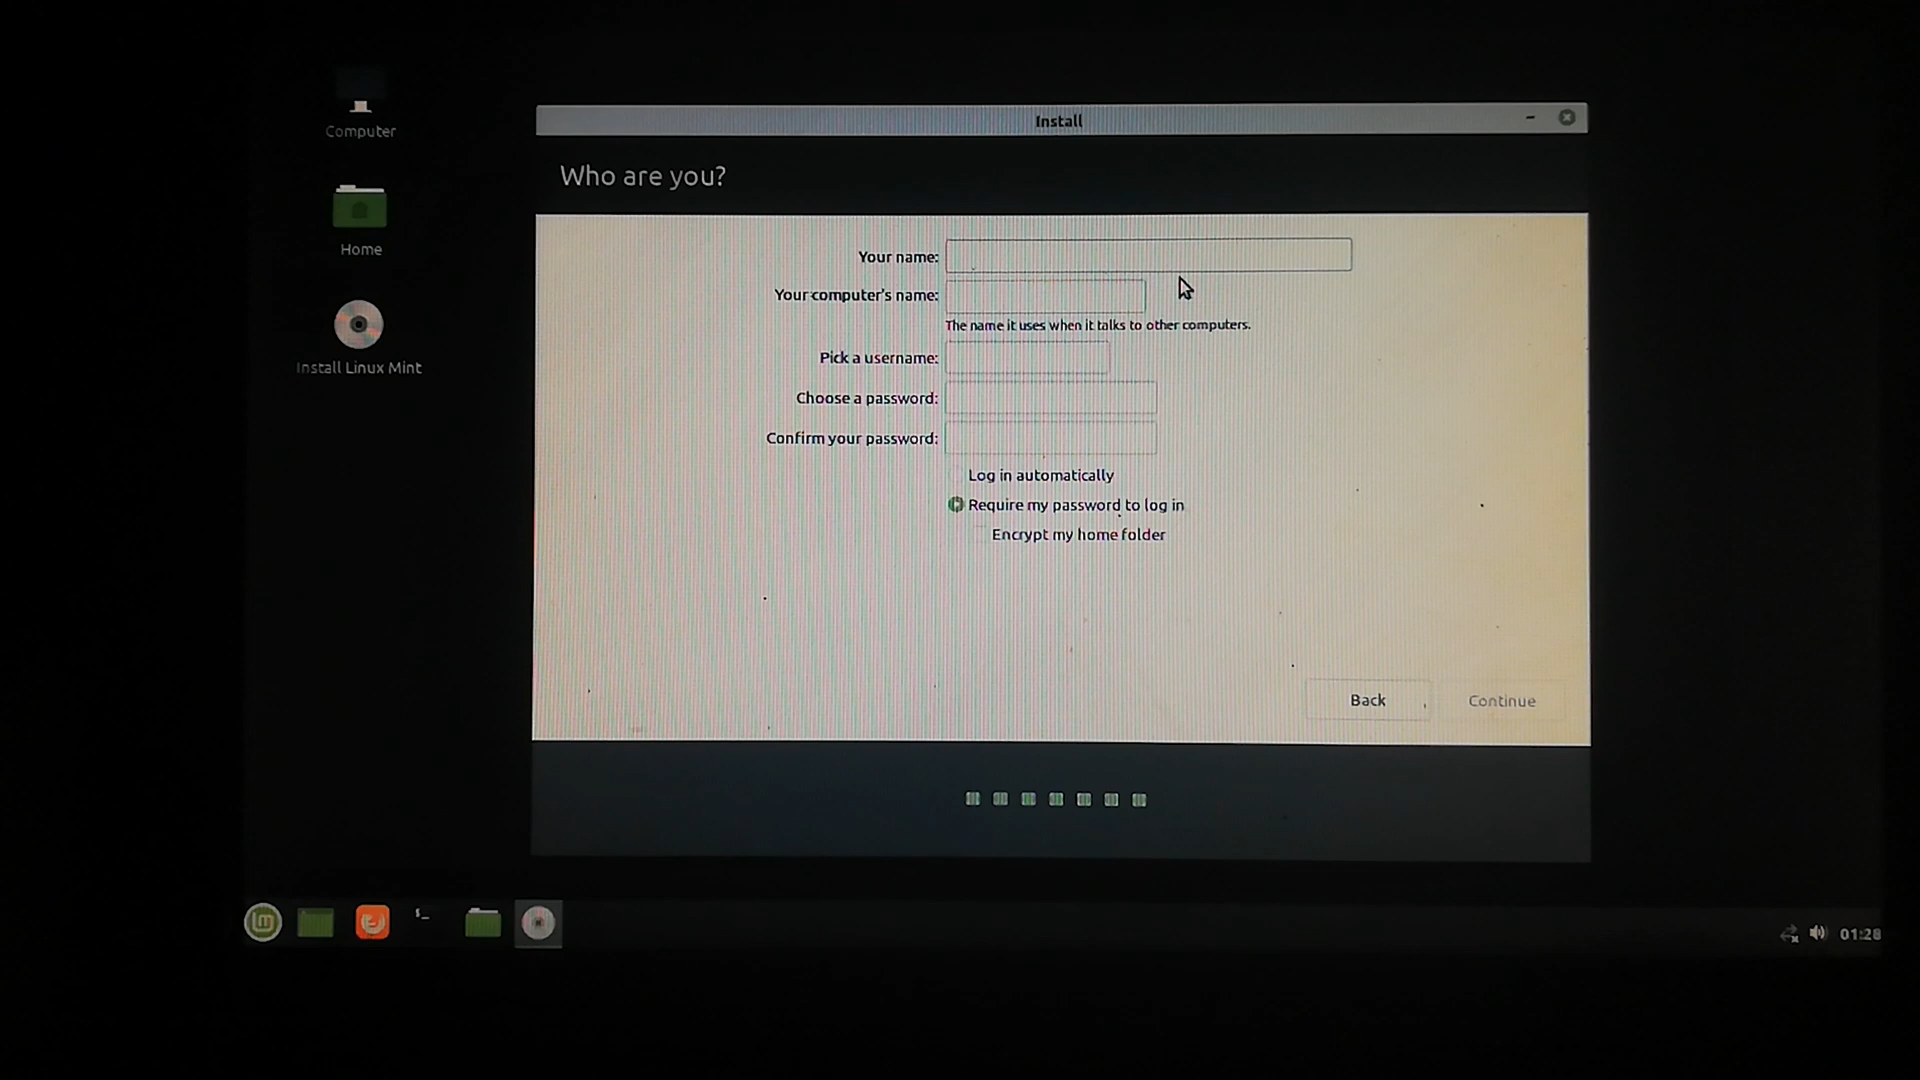 Computer
Home
Install Linux Mint
Install
Who are you?
Your name:
Your computer's name:
The name it uses when it talks to other computers.
Pick a username:
Choose a password:
Confirm your password:
Log in automatically
Require my password to log in
Encrypt my home folder
Back
Continue
$_
01:28